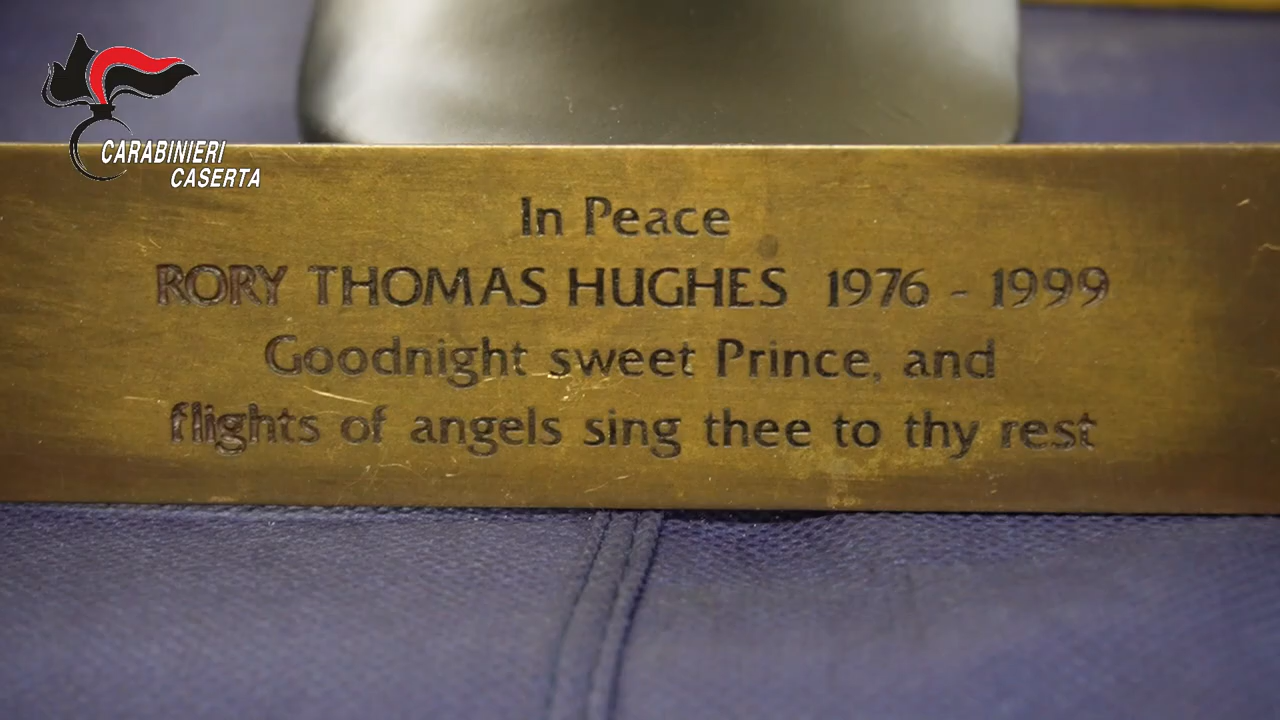 CARABINIERI
CASERTA
In Peace
RORY THOMAS HUGHES 1976 - 1999
Goodnight sweet Prince, and
flights of angels sing thee to thy rest